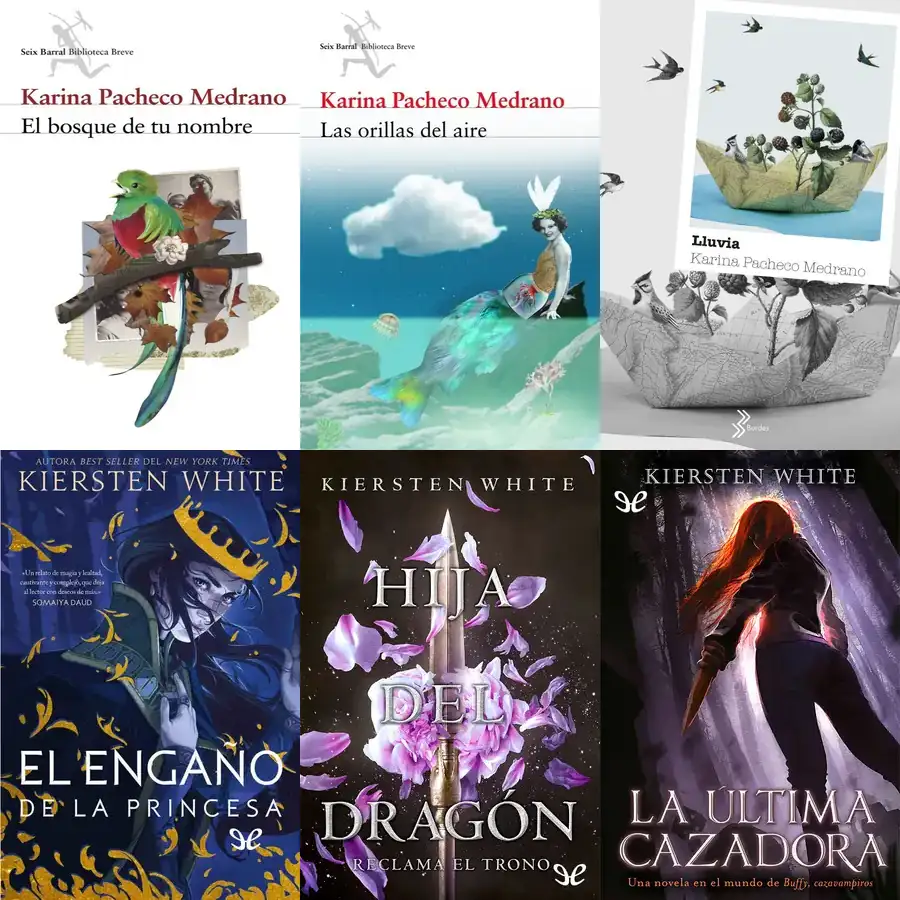 Seix Barral Biblioteca Breve
Karina Pacheco Medrano
El bosque de tu nombre
Seix Barral Biblioteca Breve
Karina Pacheco Medrano
Las orillas del aire
Lluvia
Karina Pacheco Medrano
Bordes
AUTORA BEST SELLER DEL NEW YORK TIMES
KIERSTEN WHITE
«Un relato de magia y lealtad,
cautivante y complejo, que deja
al lector con deseos de más.»
SOMAIYA DAUD
EL ENGAÑO
DE LA PRINCESA
KIERSTEN WHITE
HIJA
DEL
DRAGÓN
RECLAMA EL TRONO
KIERSTEN WHITE
LA ÚLTIMA
CAZADORA
Una novela en el mundo de Buffy, cazavampiros